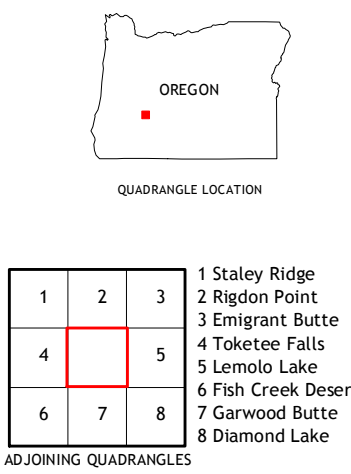 OREGON
QUADRANGLE LOCATION
1 2 3
4 5
6 7 8
1 Staley Ridge
2 Rigdon Point
3 Emigrant Butte
4 Toketee Falls
5 Lemolo Lake
6 Fish Creek Deser
7 Garwood Butte
8 Diamond Lake
ADJOINING QUADRANGLES